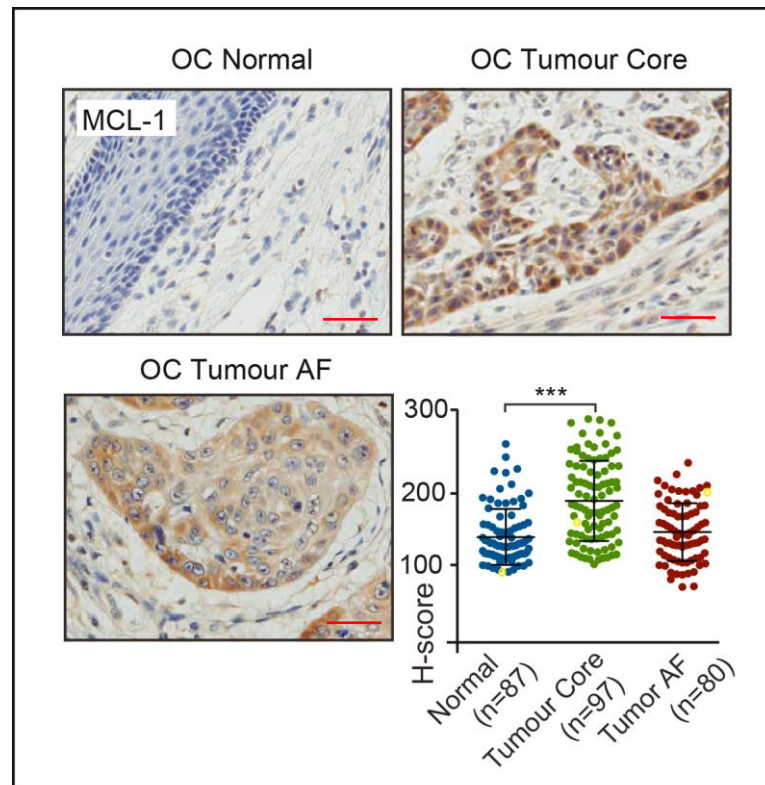 OC Normal
OC Tumour Core
MCL-1
OC Tumour AF
***
300
200
100
H-score
Normal
(n=87)
Tumour Core
(n=97)
Tumor AF
(n=80)